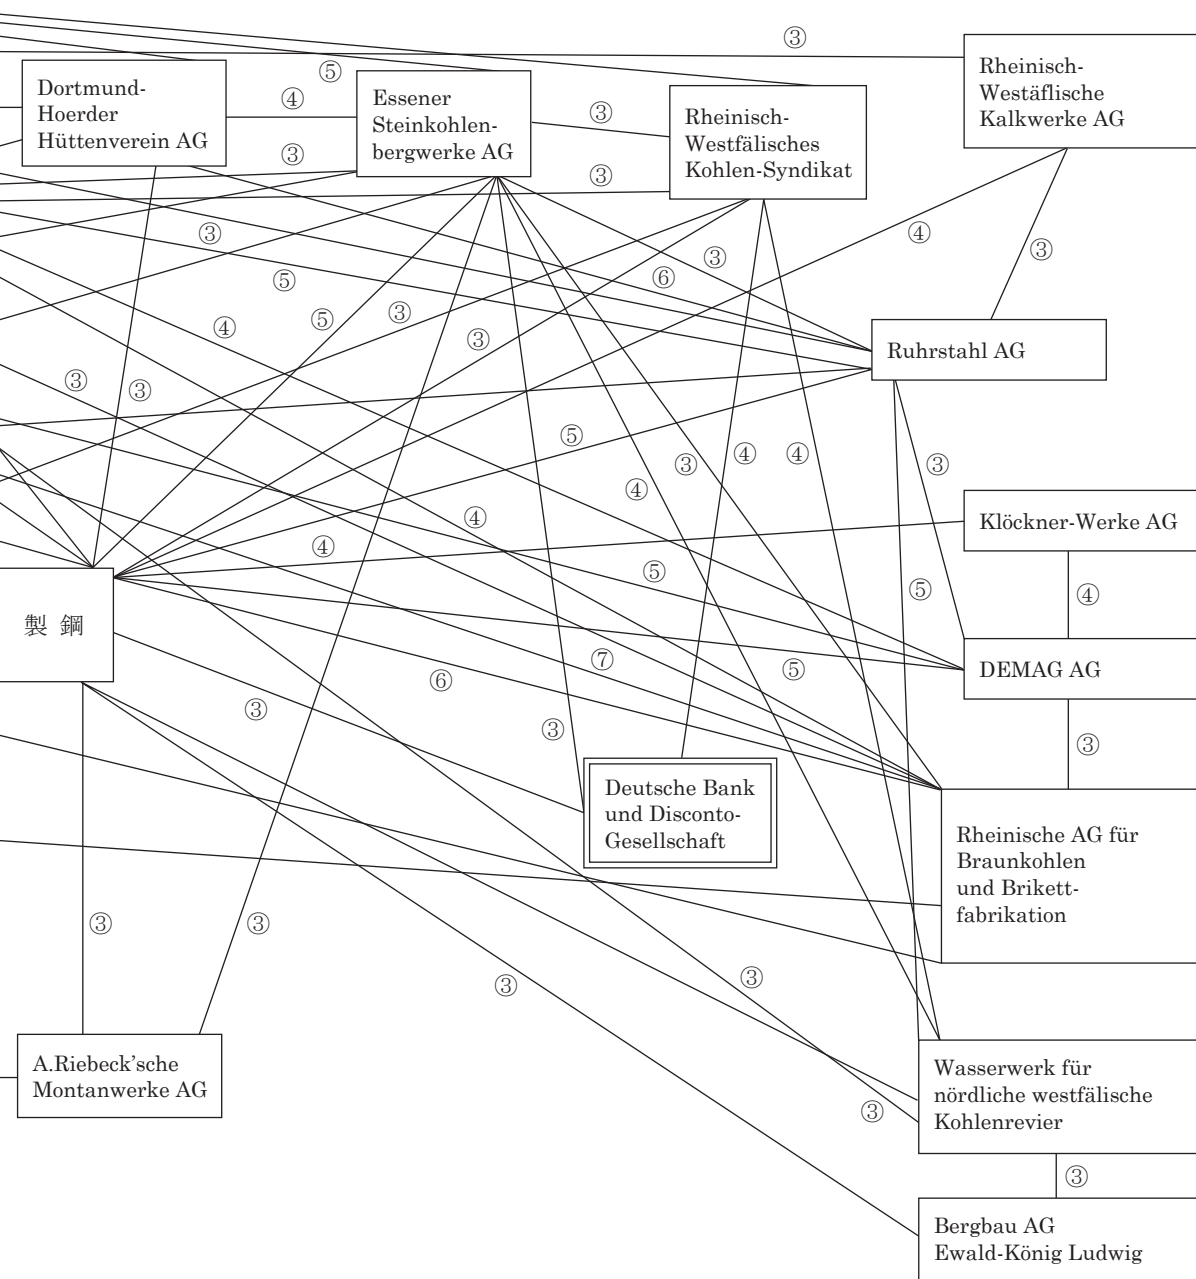 ③
Rheinisch-
Westäflische
Kalkwerke AG
⑤
Dortmund-
Hoerder
Hüttenverein AG
④
Essener
Steinkohlen-
bergwerke AG
③
Rheinisch-
Westfälisches
Kohlen-Syndikat
③
③
③
④
③
③
⑥
⑤
④
⑤
③
③
③
③
Ruhrstahl AG
⑤
④
④
③
③
④
④
Klöckner-Werke AG
④
⑤
⑤
④
製 鋼
DEMAG AG
⑦
⑤
⑥
③
③
③
Deutsche Bank
und Disconto-
Gesellschaft
Rheinische AG für
Braunkohlen
und Brikett-
fabrikation
③
③
③
③
A.Riebeck'sche
Montanwerke AG
Wasserwerk für
nördliche westfälische
Kohlenrevier
③
③
Bergbau AG
Ewald-König Ludwig